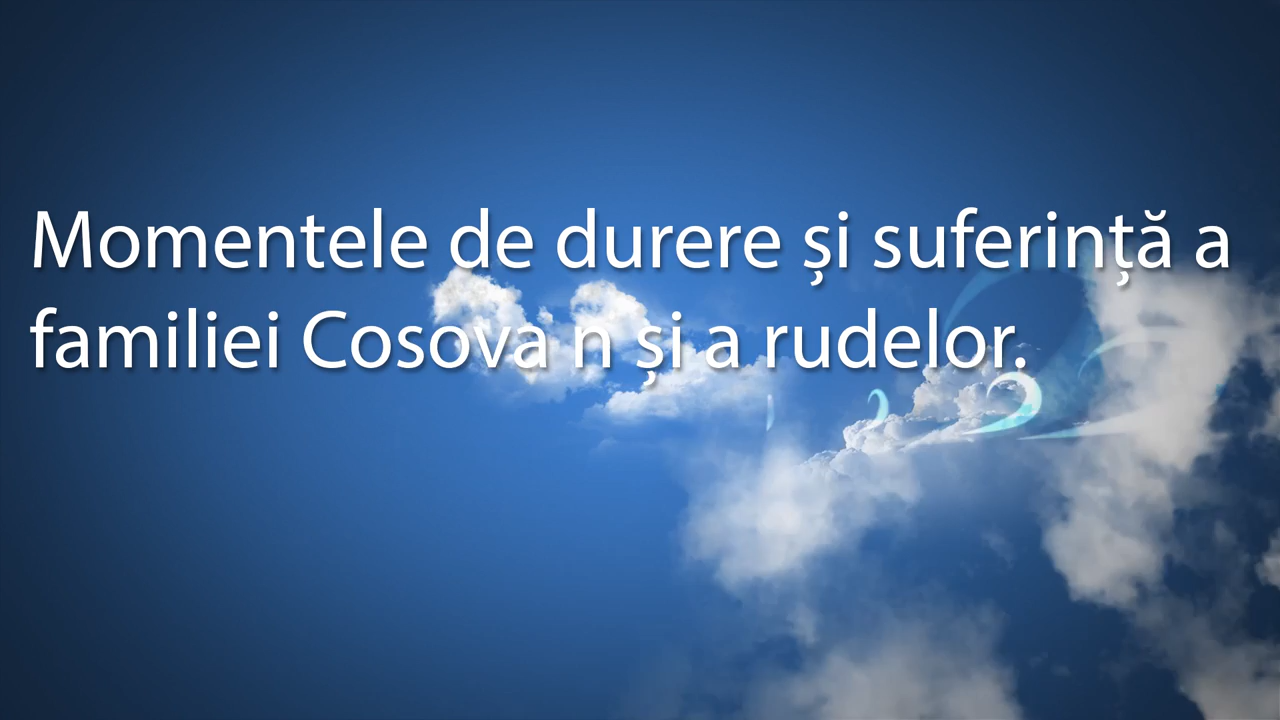 Momentele de durere și suferință a
familiei Cosova n și a rudelor.